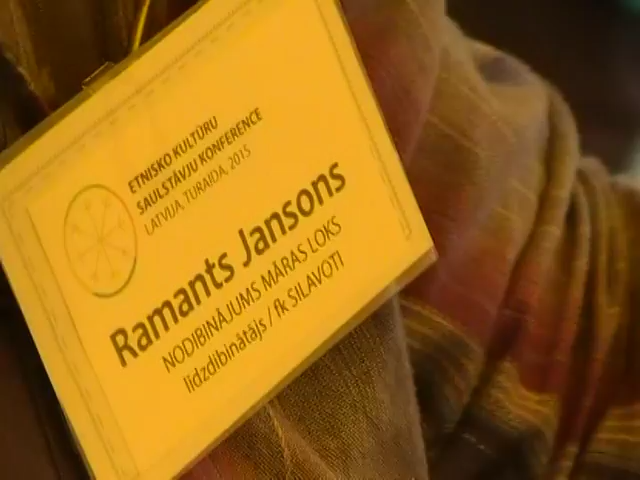 ETNISKO KULTŪRU
SAULSTĀVJU KONFERENCE
LATVIJA, TURAIDA, 2015
Ramants Jansons
NODIBINĀJUMS MĀRAS LOKS
līdzdibinātājs / fk SILAVOTI